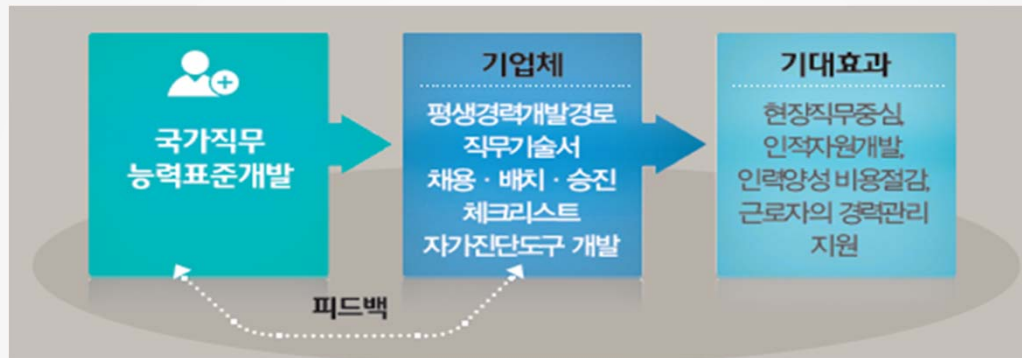 국가직무
능력표준개발
기업체
평생경력개발경로
직무기술서
채용 · 배치 · 승진
체크리스트
자가진단도구 개발
기대효과
현장직무중심,
인적자원개발,
인력양성 비용절감,
근로자의 경력관리
지원
피드백